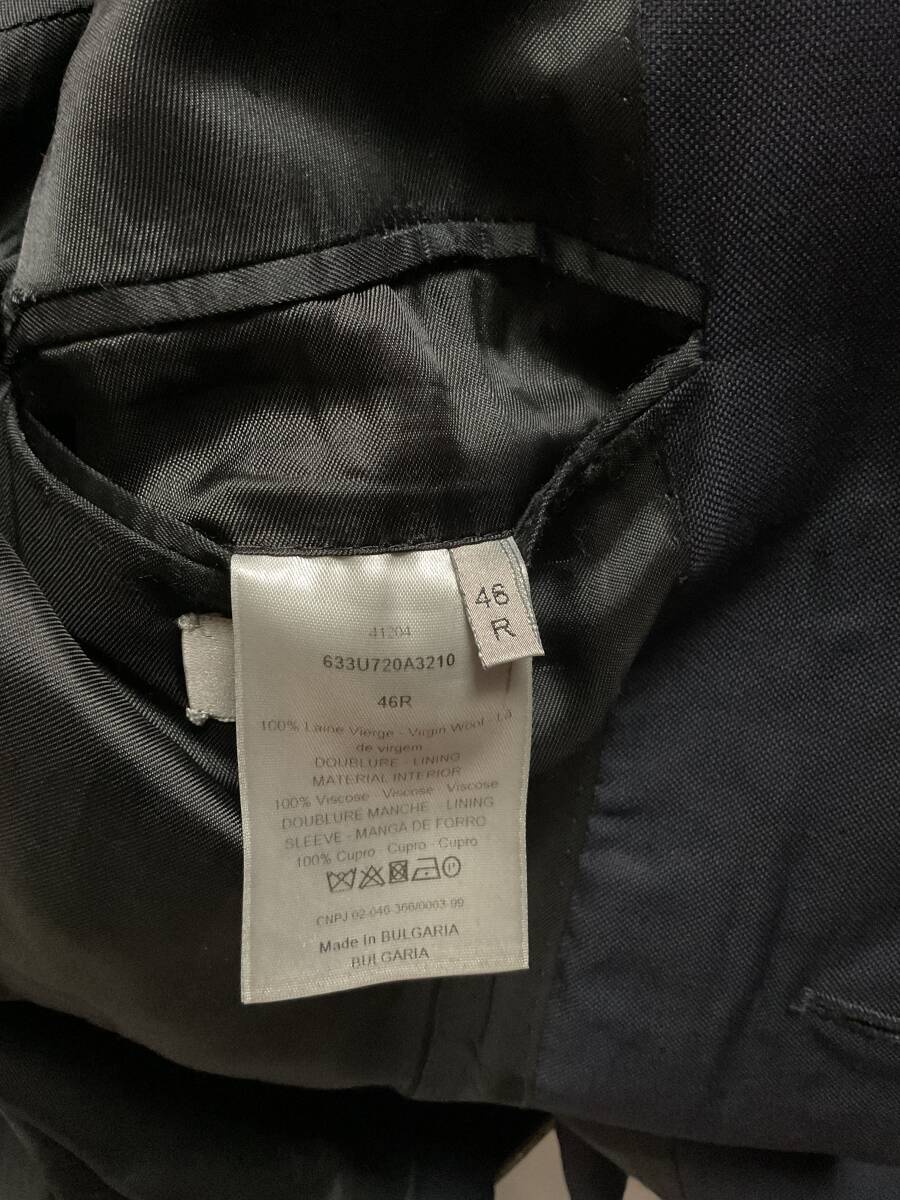 46
R
41204
633U720A3210
46R
100% Laine Vierge - Virgin Wool - Lã
de virgem
DOUBLURE - LINING
MATERIAL INTERIOR
100% Viscose - Viscose - Viscose
DOUBLURE MANCHE - LINING
SLEEVE - MANGA DE FORRO
100% Cupro - Cupro - Cupro
P
CNPJ 02-046-366/0003-99
Made In BULGARIA
BULGARIA